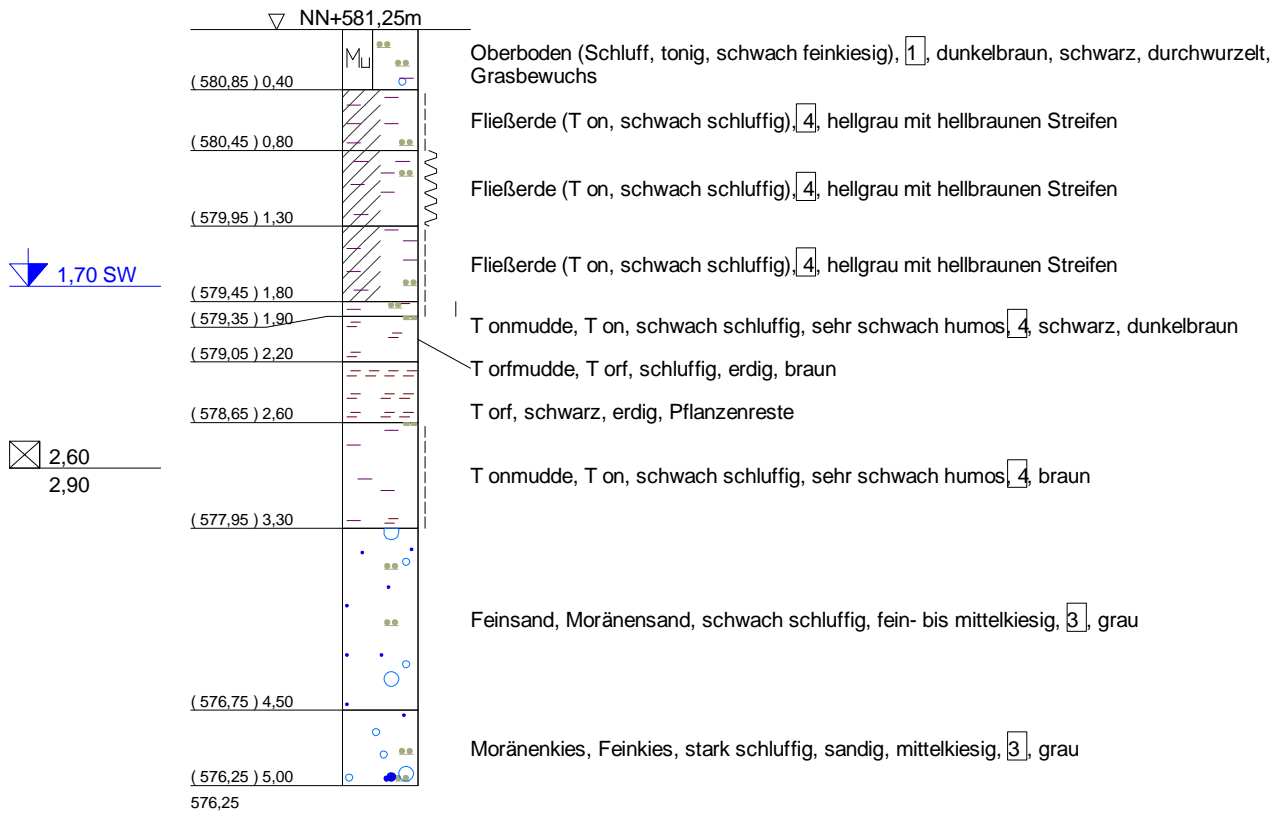 NN+581,25m
Mu
Oberboden (Schluff, tonig, schwach feinkiesig), 1, dunkelbraun, schwarz, durchwurzelt,
Grasbewuchs
( 580,85 ) 0,40
Fließerde (T on, schwach schluffig), 4, hellgrau mit hellbraunen Streifen
( 580,45 ) 0,80
Fließerde (T on, schwach schluffig), 4, hellgrau mit hellbraunen Streifen
( 579,95 ) 1,30
Fließerde (T on, schwach schluffig), 4, hellgrau mit hellbraunen Streifen
1,70 SW
( 579,45 ) 1,80
( 579,35 ) 1,90
T onmudde, T on, schwach schluffig, sehr schwach humos, 4, schwarz, dunkelbraun
( 579,05 ) 2,20
T orfmudde, T orf, schluffig, erdig, braun
( 578,65 ) 2,60
T orf, schwarz, erdig, Pflanzenreste
2,60
2,90
T onmudde, T on, schwach schluffig, sehr schwach humos, 4, braun
( 577,95 ) 3,30
Feinsand, Moränensand, schwach schluffig, fein- bis mittelkiesig, 3, grau
( 576,75 ) 4,50
Moränenkies, Feinkies, stark schluffig, sandig, mittelkiesig, 3, grau
( 576,25 ) 5,00
576,25